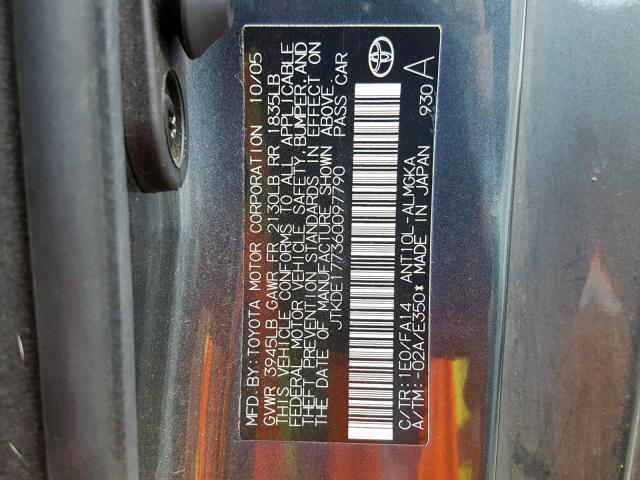 MFD.BY:TOYOTA MOTOR CORPORATION 10/05
GVWR 3945LB GAWR FR 2130LB RR 1835LB
THIS VEHICLE CONFORMS TO ALL APPLICABLE
FEDERAL MOTOR VEHICLE SAFETY, BUMPER, AND
THEFT PREVENTION STANDARDS IN EFFECT ON
THE DATE OF MANUFACTURE SHOWN ABOVE.
JTKDE177360097790 PASS CAR
C/TR:1E0/FA14 ANT10L-ALMGKA
A/TM:-02A/E350* MADE IN JAPAN 930 A